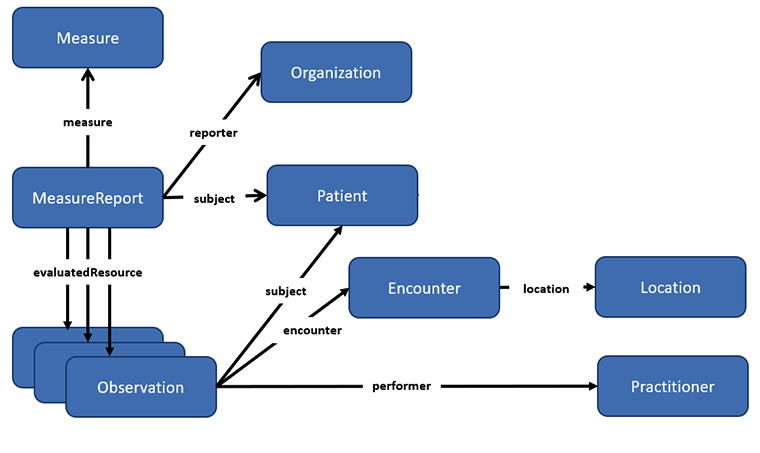 Measure
Organization
measure
reporter
MeasureReport
subject
Patient
evaluatedResource
subject
Encounter
location
Location
encounter
Observation
performer
Practitioner